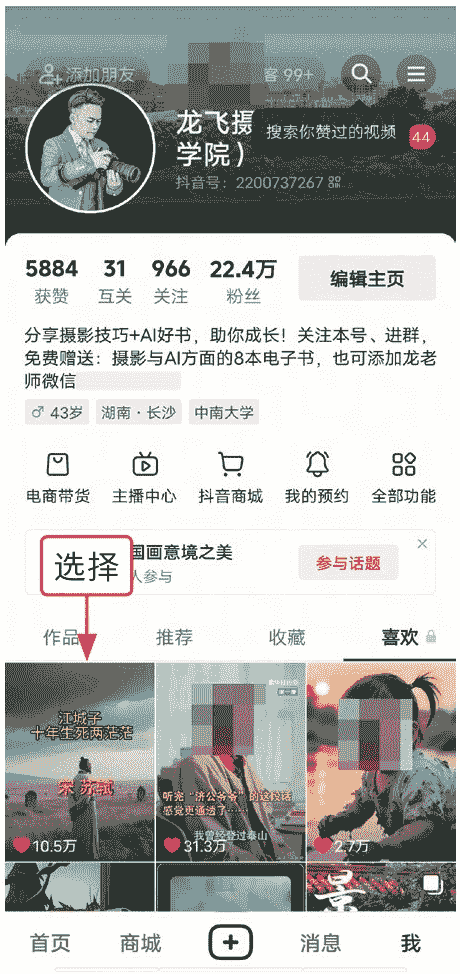 添加朋友
客 99+
龙飞摄
学院）
搜索你赞过的视频
44
抖音号：2200737267
5884 获赞
31 互关
966 关注
22.4万 粉丝
编辑主页
分享摄影技巧+AI好书，助你成长！关注本号、进群，
免费赠送：摄影与AI方面的8本电子书，也可添加龙老
师微信
♂ 43岁
湖南·长沙
中南大学
电商带货
主播中心
抖音商城
我的预约
全部功能
选择
国画意境之美
人参与
参与话题
作品
推荐
收藏
喜欢
江城子
十年生死两茫茫
宋 苏轼
10.5万
听完“济公爷爷”的这段话
感觉更通透了……
我曾经登过泰山
31.3万
2.7万
景
首页
商城
消息
我